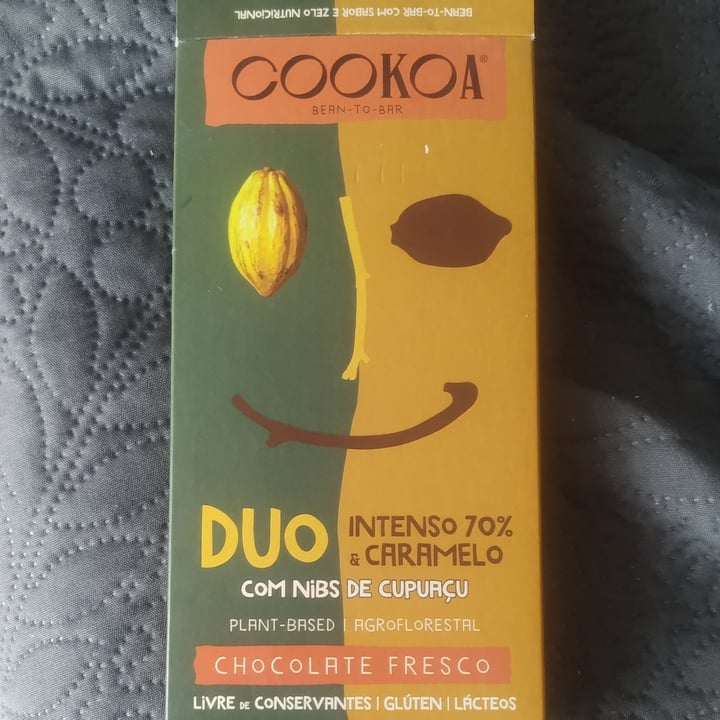 BEAN-TO-BAR COM SABOR E ZELO NUTRICIONAL
COOKOA®
BEAN-TO-BAR
DUO INTENSO 70%
& CARAMELO
COM NIBS DE CUPUAÇU
PLANT-BASED | AGROFLORESTAL
CHOCOLATE FRESCO
LIVRE DE CONSERVANTES | GLÚTEN | LÁCTEOS